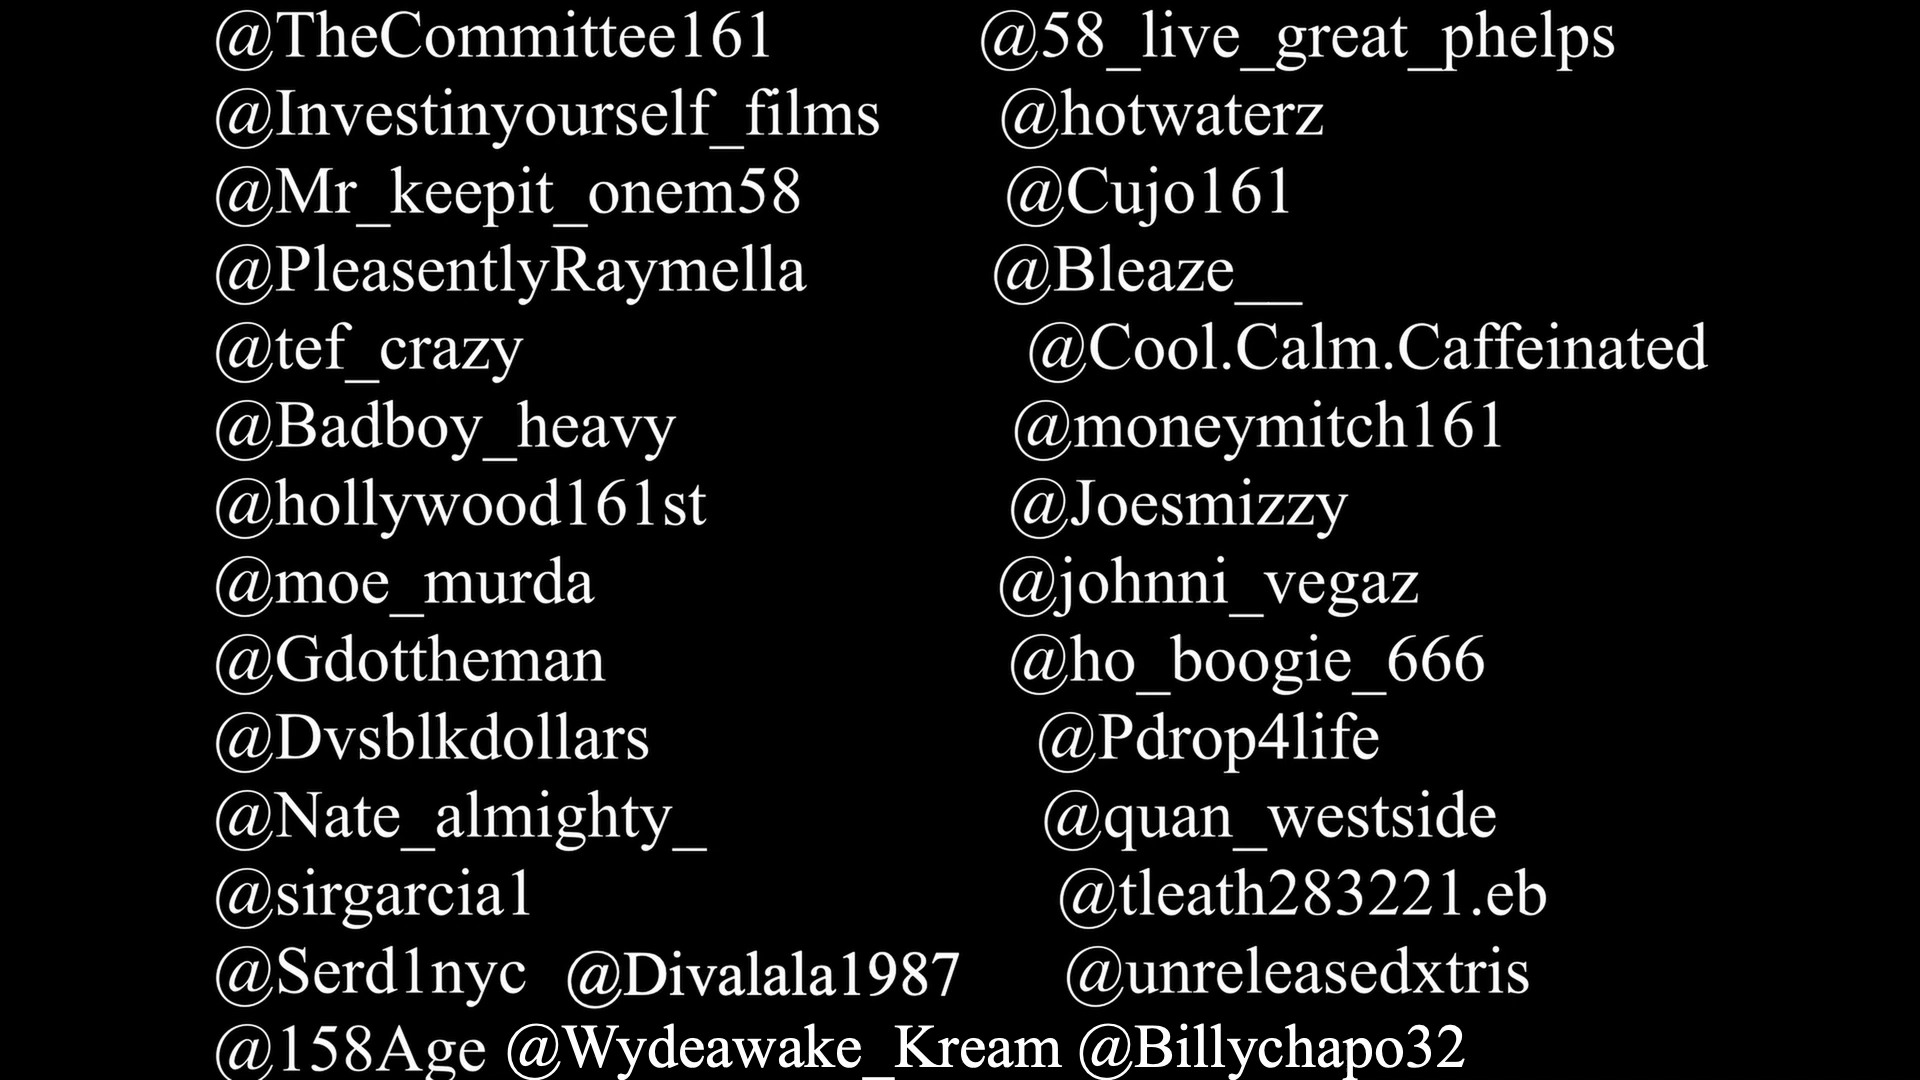 @TheCommittee161 @58_live_great_phelps
@Investinyourself_films @hotwaterz
@Mr_keepit_onem58 @Cujo161
@PleasentlyRaymella @Bleaze__
@tef_crazy @Cool.Calm.Caffeinated
@Badboy_heavy @moneymitch161
@hollywood161st @Joesmizzy
@moe_murda @johnni_vegaz
@Gdottheman @ho_boogie_666
@Dvsblkdollars @Pdrop4life
@Nate_almighty_ @quan_westside
@sirgarcia1 @tleath283221.eb
@Serd1nyc @Divalala1987 @unreleasedxtris
@158Age @Wydeawake_Kream @Billychapo32